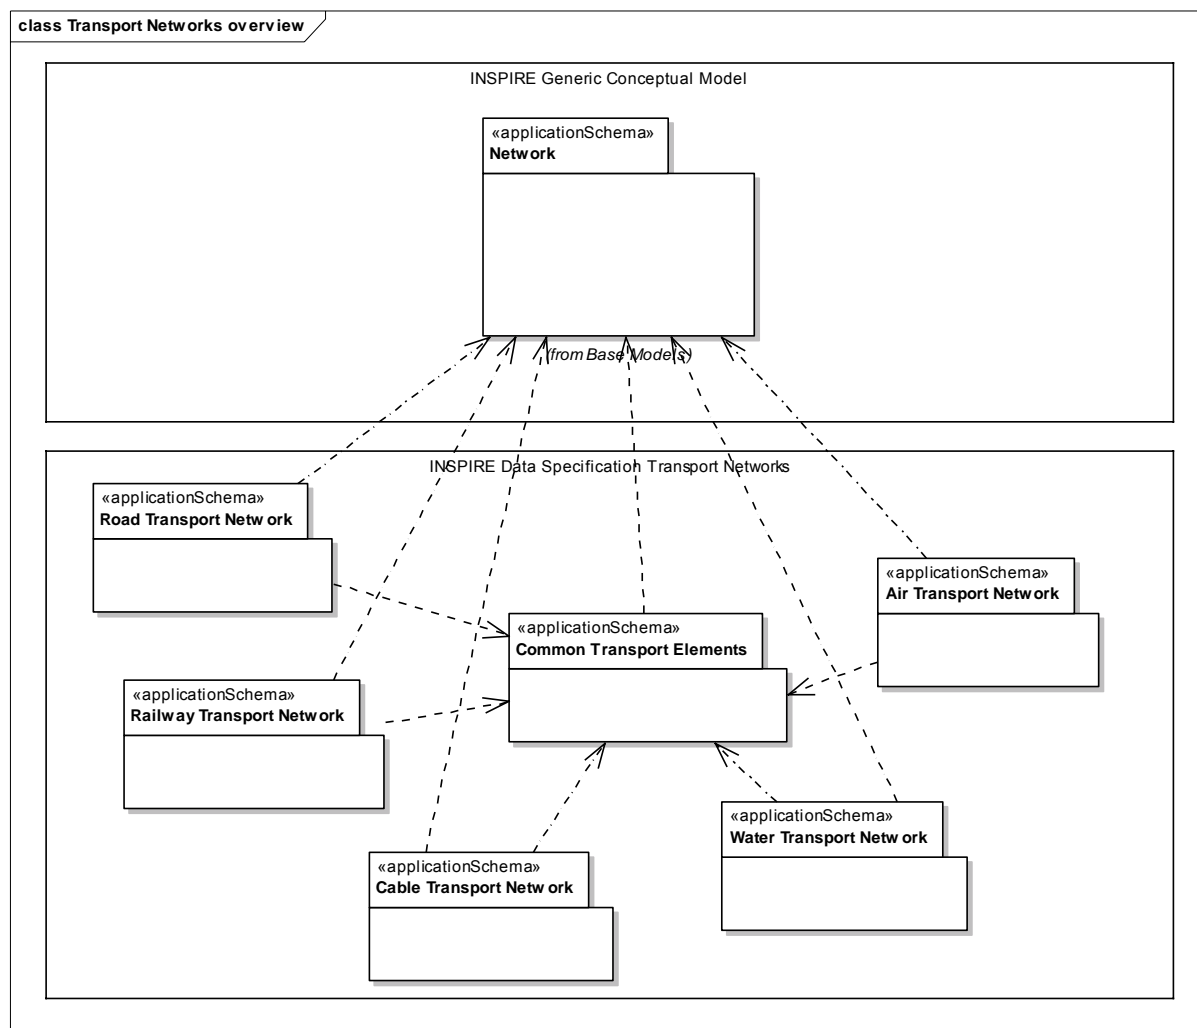 class Transport Networks overview
INSPIRE Generic Conceptual Model
«applicationSchema»
Network
(from Base Models)
INSPIRE Data Specification Transport Networks
«applicationSchema»
Road Transport Network
«applicationSchema»
Air Transport Network
«applicationSchema»
Common Transport Elements
«applicationSchema»
Railway Transport Network
«applicationSchema»
Water Transport Network
«applicationSchema»
Cable Transport Network